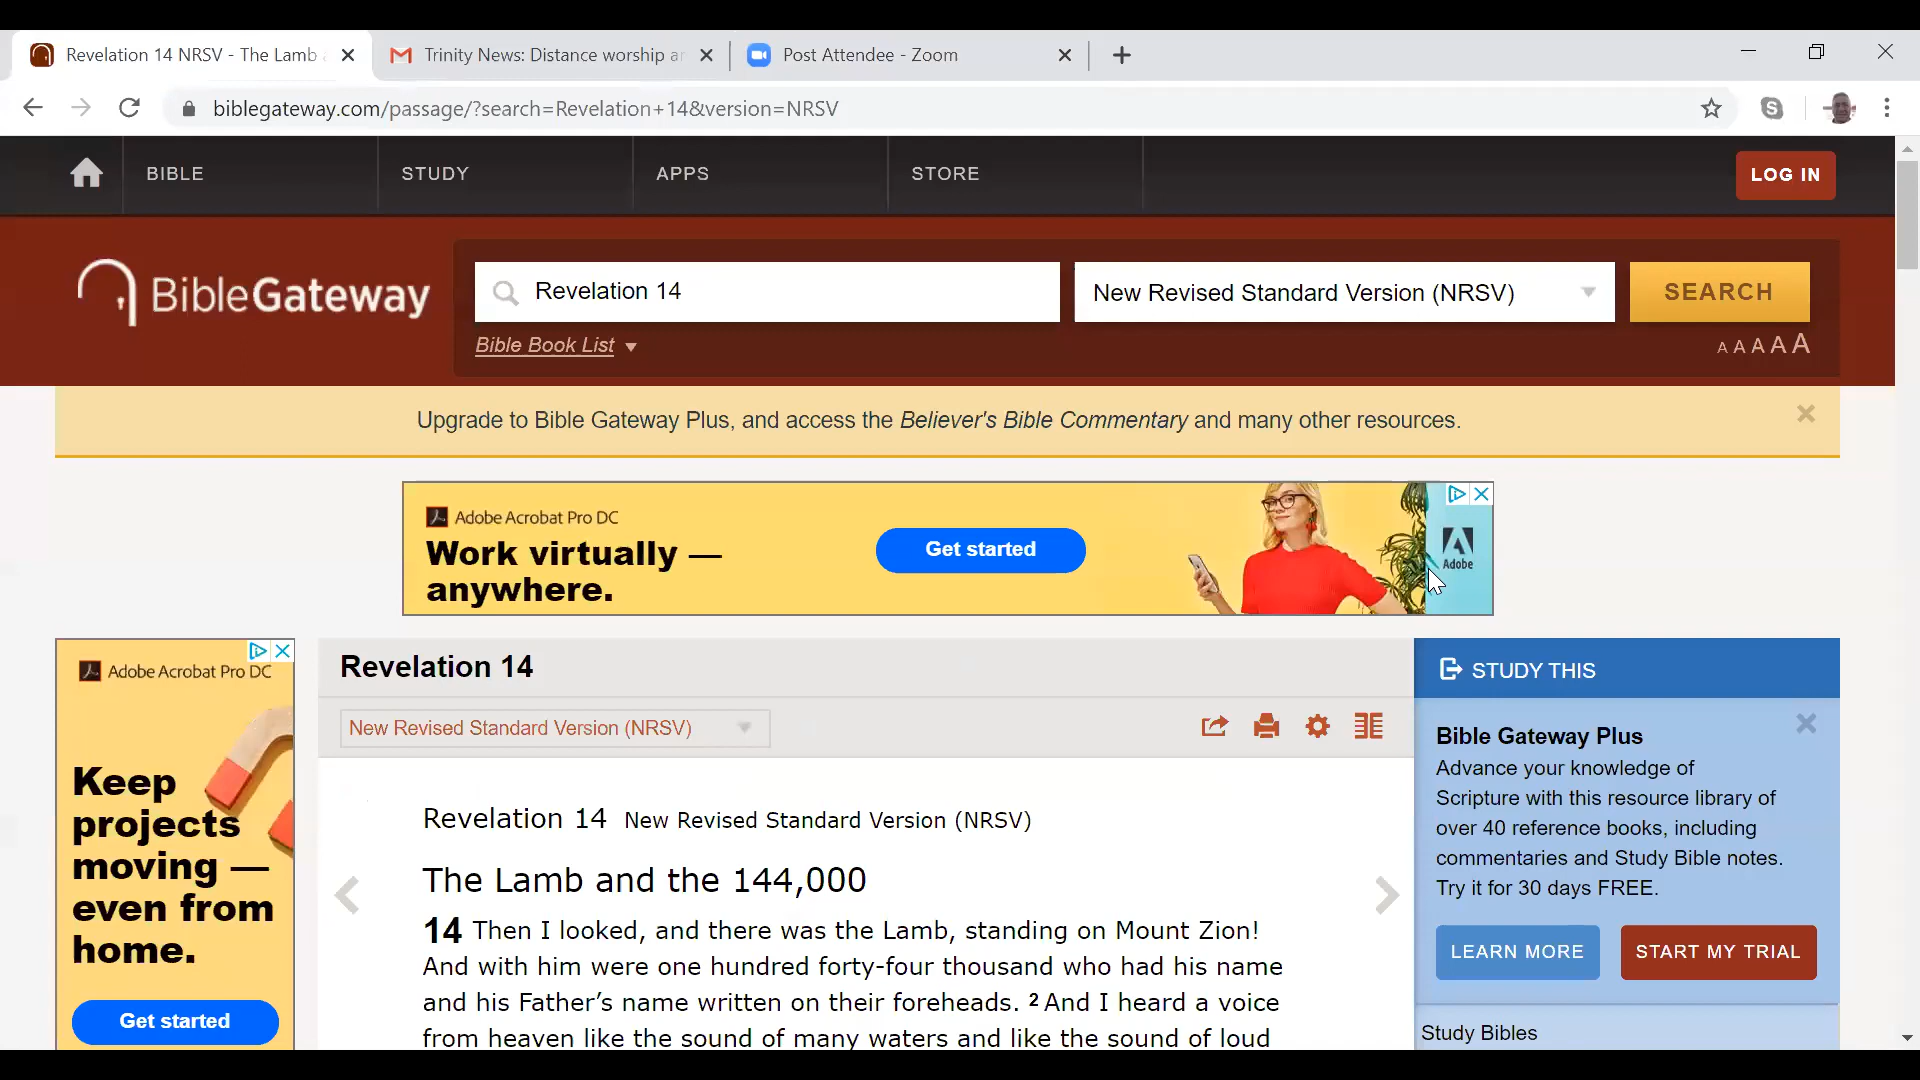 Revelation 14 NRSV - The Lamb
Trinity News: Distance worship ar
Post Attendee - Zoom
biblegateway.com/passage/?search=Revelation+14&version=NRSV
BIBLE
STUDY
APPS
STORE
LOG IN
BibleGateway
Revelation 14
New Revised Standard Version (NRSV)
SEARCH
Bible Book List
A A A A A
Upgrade to Bible Gateway Plus, and access the Believer's Bible Commentary and many other resources.
Adobe Acrobat Pro DC
Work virtually —
anywhere.
Get started
Adobe
Adobe Acrobat Pro DC
Keep
projects
moving —
even from
home.
Get started
Revelation 14
New Revised Standard Version (NRSV)
Revelation 14 New Revised Standard Version (NRSV)
The Lamb and the 144,000
14 Then I looked, and there was the Lamb, standing on Mount Zion!
And with him were one hundred forty-four thousand who had his name
and his Father’s name written on their foreheads. 2 And I heard a voice
from heaven like the sound of many waters and like the sound of loud
STUDY THIS
Bible Gateway Plus
Advance your knowledge of
Scripture with this resource library of
over 40 reference books, including
commentaries and Study Bible notes.
Try it for 30 days FREE.
LEARN MORE
START MY TRIAL
Study Bibles